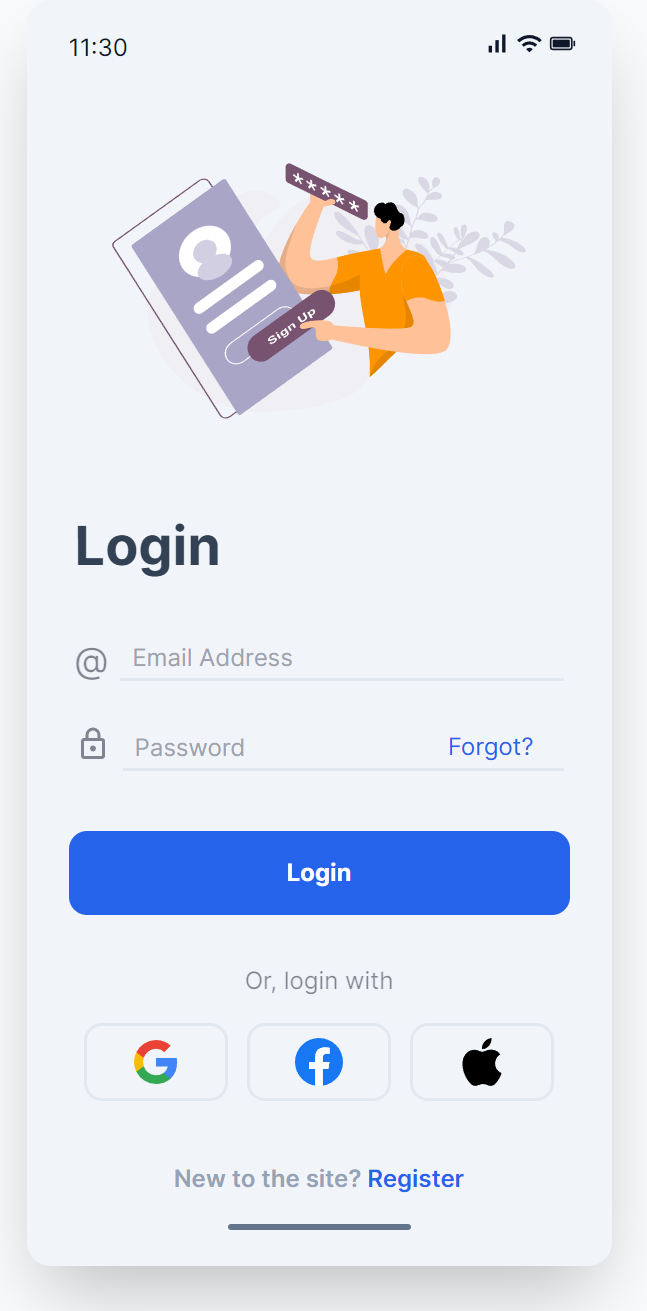 11:30
*****
Sign Up
Login
@ Email Address
Password Forgot?
Login
Or, login with
New to the site? Register